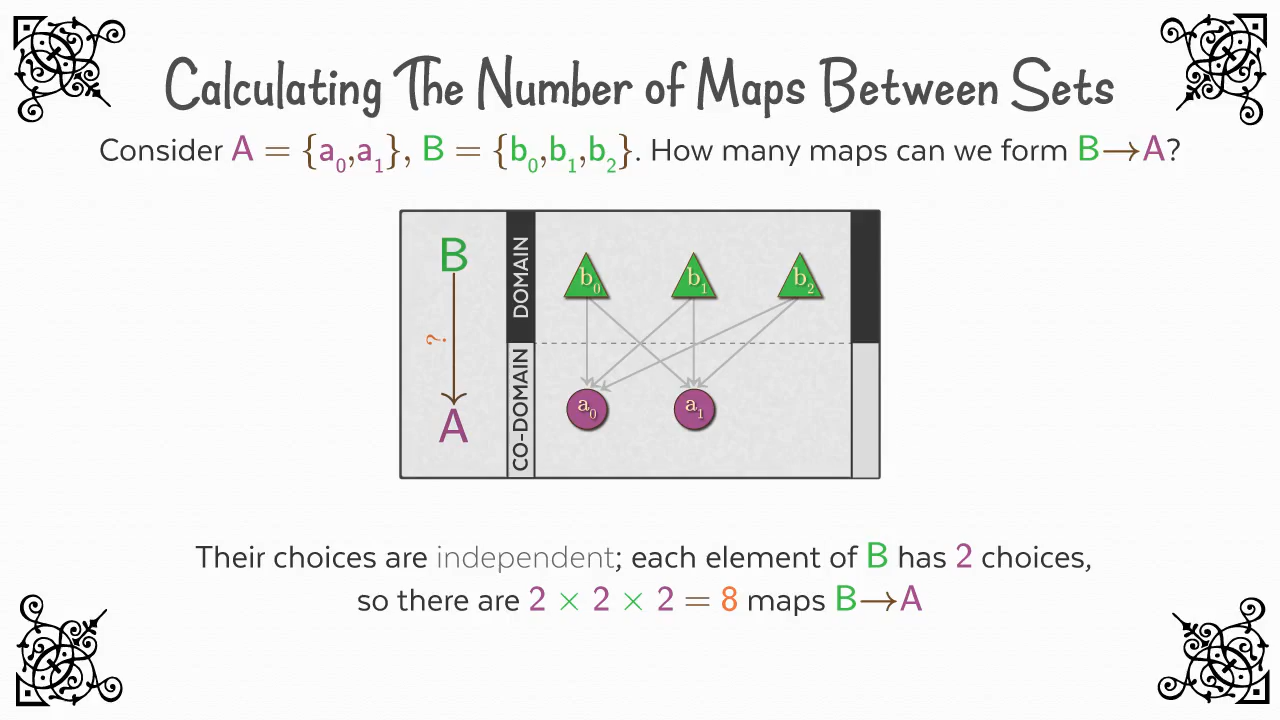 Calculating The Number of Maps Between Sets
Consider A = {a₀,a₁}, B = {b₀,b₁,b₂}. How many maps can we form B→A?
B
?
A
DOMAIN
CO-DOMAIN
b₀ b₁ b₂
a₀ a₁
Their choices are independent; each element of B has 2 choices,
so there are 2 × 2 × 2 = 8 maps B→A